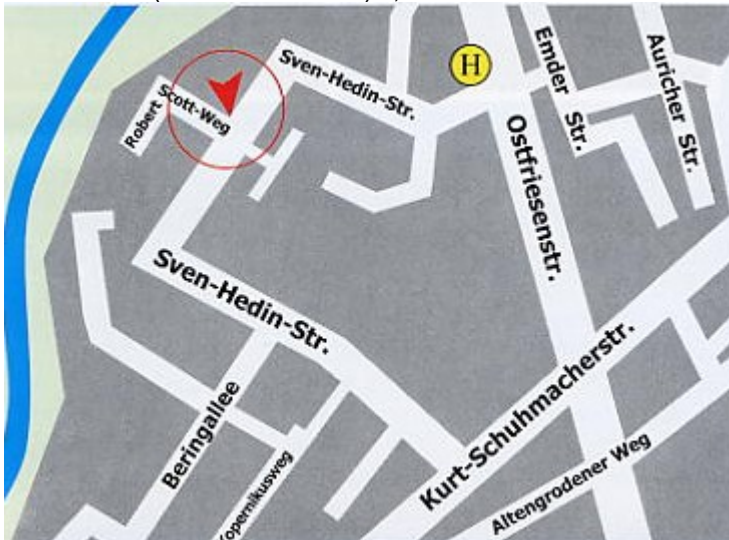 Sven-Hedin-Str.
H
Emder Str.
Auricher Str.
Robert
Scott-Weg
Ostfriesenstr.
Sven-Hedin-Str.
Kurt-Schuhmacherstr.
Beringallee
Altengrodener Weg